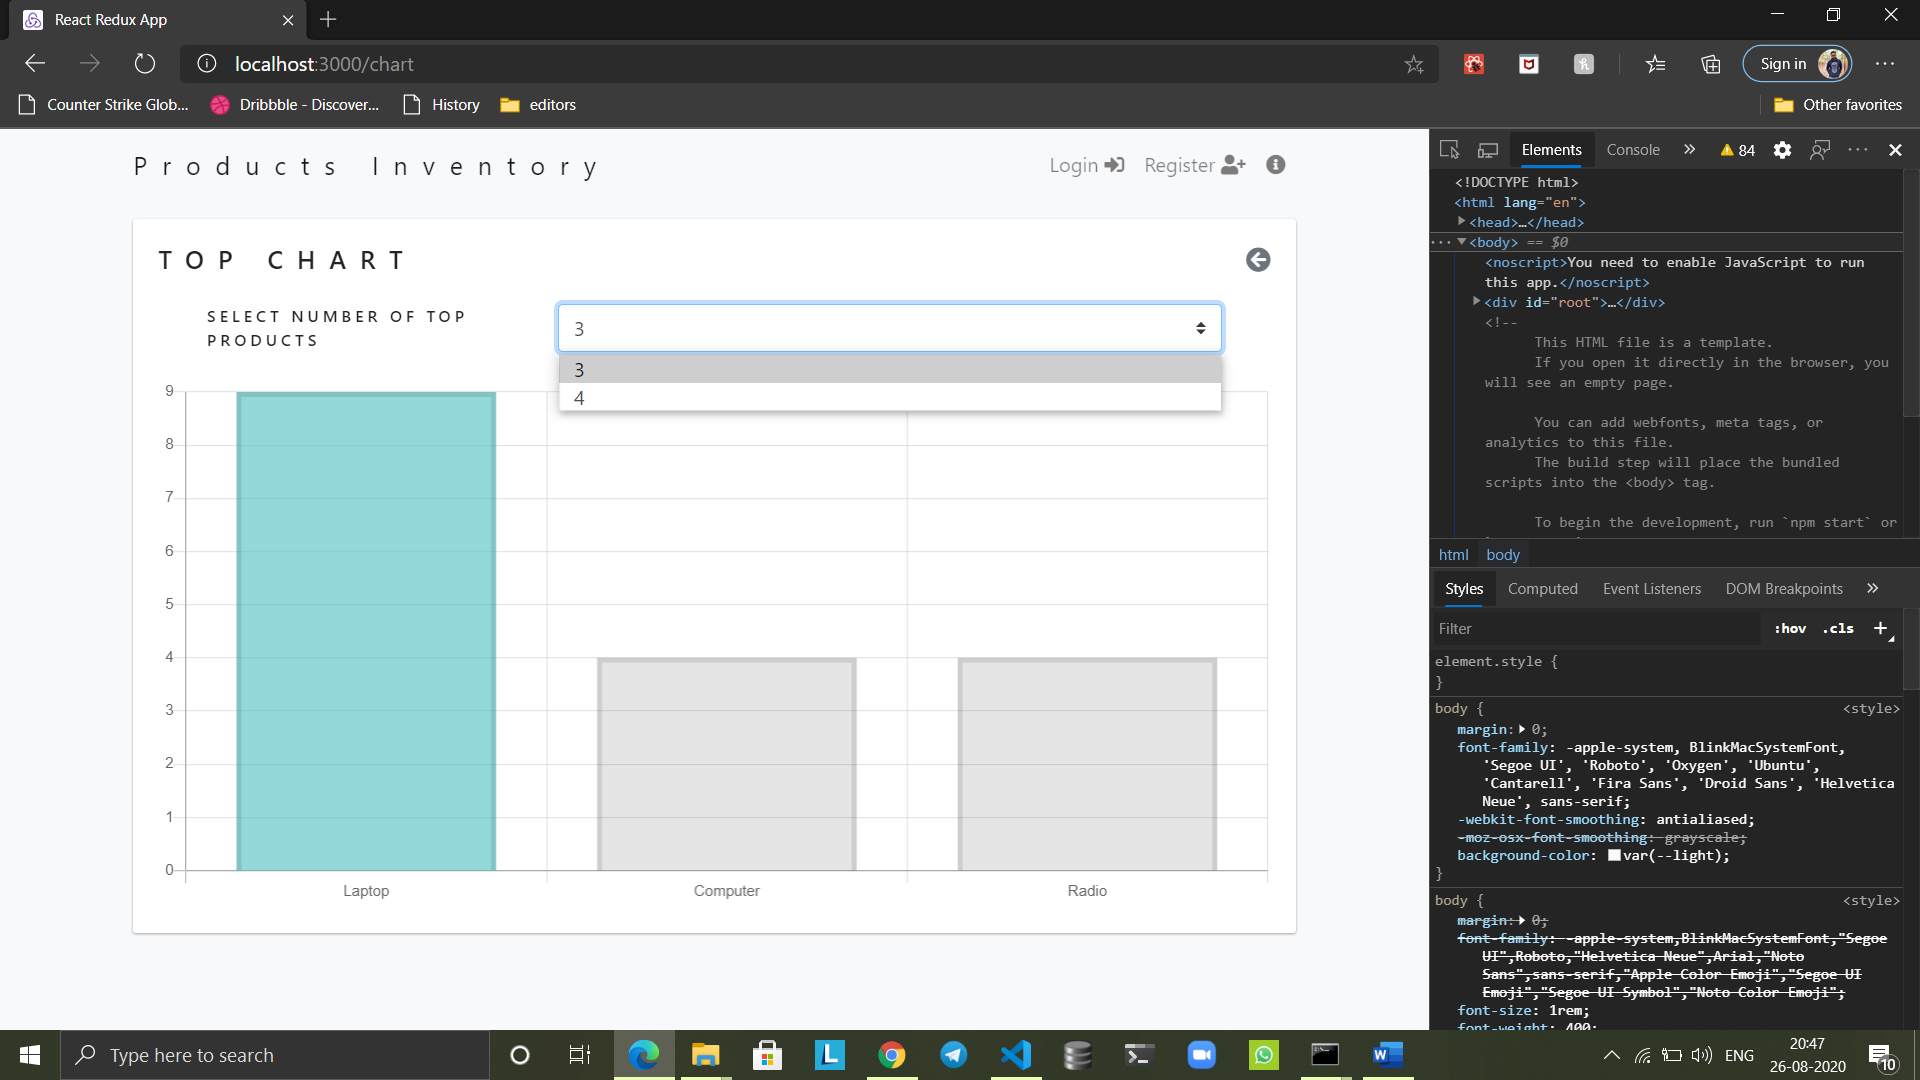 React Redux App
localhost:3000/chart
Sign in
Counter Strike Glob...
Dribbble - Discover...
History
editors
Other favorites
Products Inventory
Login
Register
TOP CHART
SELECT NUMBER OF TOP
PRODUCTS
3
3
4
9
8
7
6
5
4
3
2
1
0
Laptop
Computer
Radio
Elements
Console
84
<!DOCTYPE html>
<html lang="en">
<head>…</head>
<body> == $0
<noscript>You need to enable JavaScript to run
this app.</noscript>
<div id="root">…</div>
<!--
This HTML file is a template.
If you open it directly in the browser, you
will see an empty page.
You can add webfonts, meta tags, or
analytics to this file.
The build step will place the bundled
scripts into the <body> tag.
To begin the development, run `npm start` or
html body
Styles
Computed
Event Listeners
DOM Breakpoints
Filter
:hov .cls +
element.style {
}
body {
<style>
margin: 0;
font-family: -apple-system, BlinkMacSystemFont,
'Segoe UI', 'Roboto', 'Oxygen', 'Ubuntu',
'Cantarell', 'Fira Sans', 'Droid Sans', 'Helvetica
Neue', sans-serif;
-webkit-font-smoothing: antialiased;
-moz-osx-font-smoothing: grayscale;
background-color: var(--light);
}
body {
<style>
margin: 0;
font-family: -apple-system,BlinkMacSystemFont,"Segoe
UI",Roboto,"Helvetica Neue",Arial,"Noto
Sans",sans-serif,"Apple Color Emoji","Segoe UI
Emoji","Segoe UI Symbol","Noto Color Emoji";
font-size: 1rem;
font-weight: 400;
Type here to search
ENG
20:47
26-08-2020
10